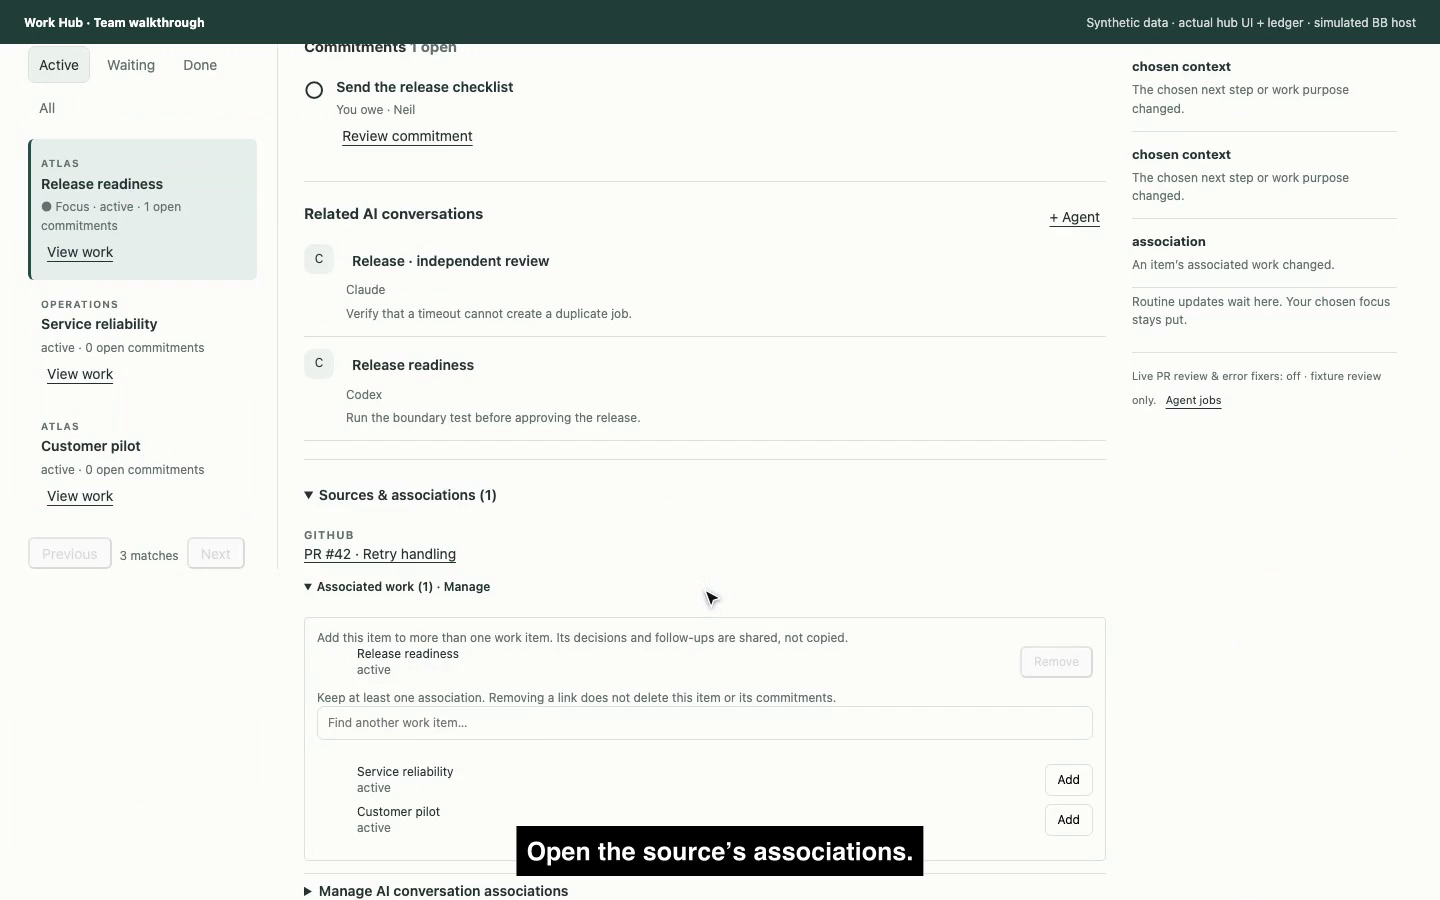 Work Hub · Team walkthrough
Synthetic data · actual hub UI + ledger · simulated BB host
Active
Waiting
Done
All
ATLAS
Release readiness
Focus · active · 1 open
commitments
View work
OPERATIONS
Service reliability
active · 0 open commitments
View work
ATLAS
Customer pilot
active · 0 open commitments
View work
Previous
3 matches
Next
Commitments 1 open
Send the release checklist
You owe · Neil
Review commitment
Related AI conversations
+ Agent
C
Release · independent review
Claude
Verify that a timeout cannot create a duplicate job.
C
Release readiness
Codex
Run the boundary test before approving the release.
▼ Sources & associations (1)
GITHUB
PR #42 · Retry handling
▼ Associated work (1) · Manage
Add this item to more than one work item. Its decisions and follow-ups are shared, not copied.
Release readiness
active
Remove
Keep at least one association. Removing a link does not delete this item or its commitments.
Find another work item...
Service reliability
active
Add
Customer pilot
active
Add
Open the source’s associations.
▶ Manage AI conversation associations
chosen context
The chosen next step or work purpose
changed.
chosen context
The chosen next step or work purpose
changed.
association
An item's associated work changed.
Routine updates wait here. Your chosen focus
stays put.
Live PR review & error fixers: off · fixture review
only. Agent jobs